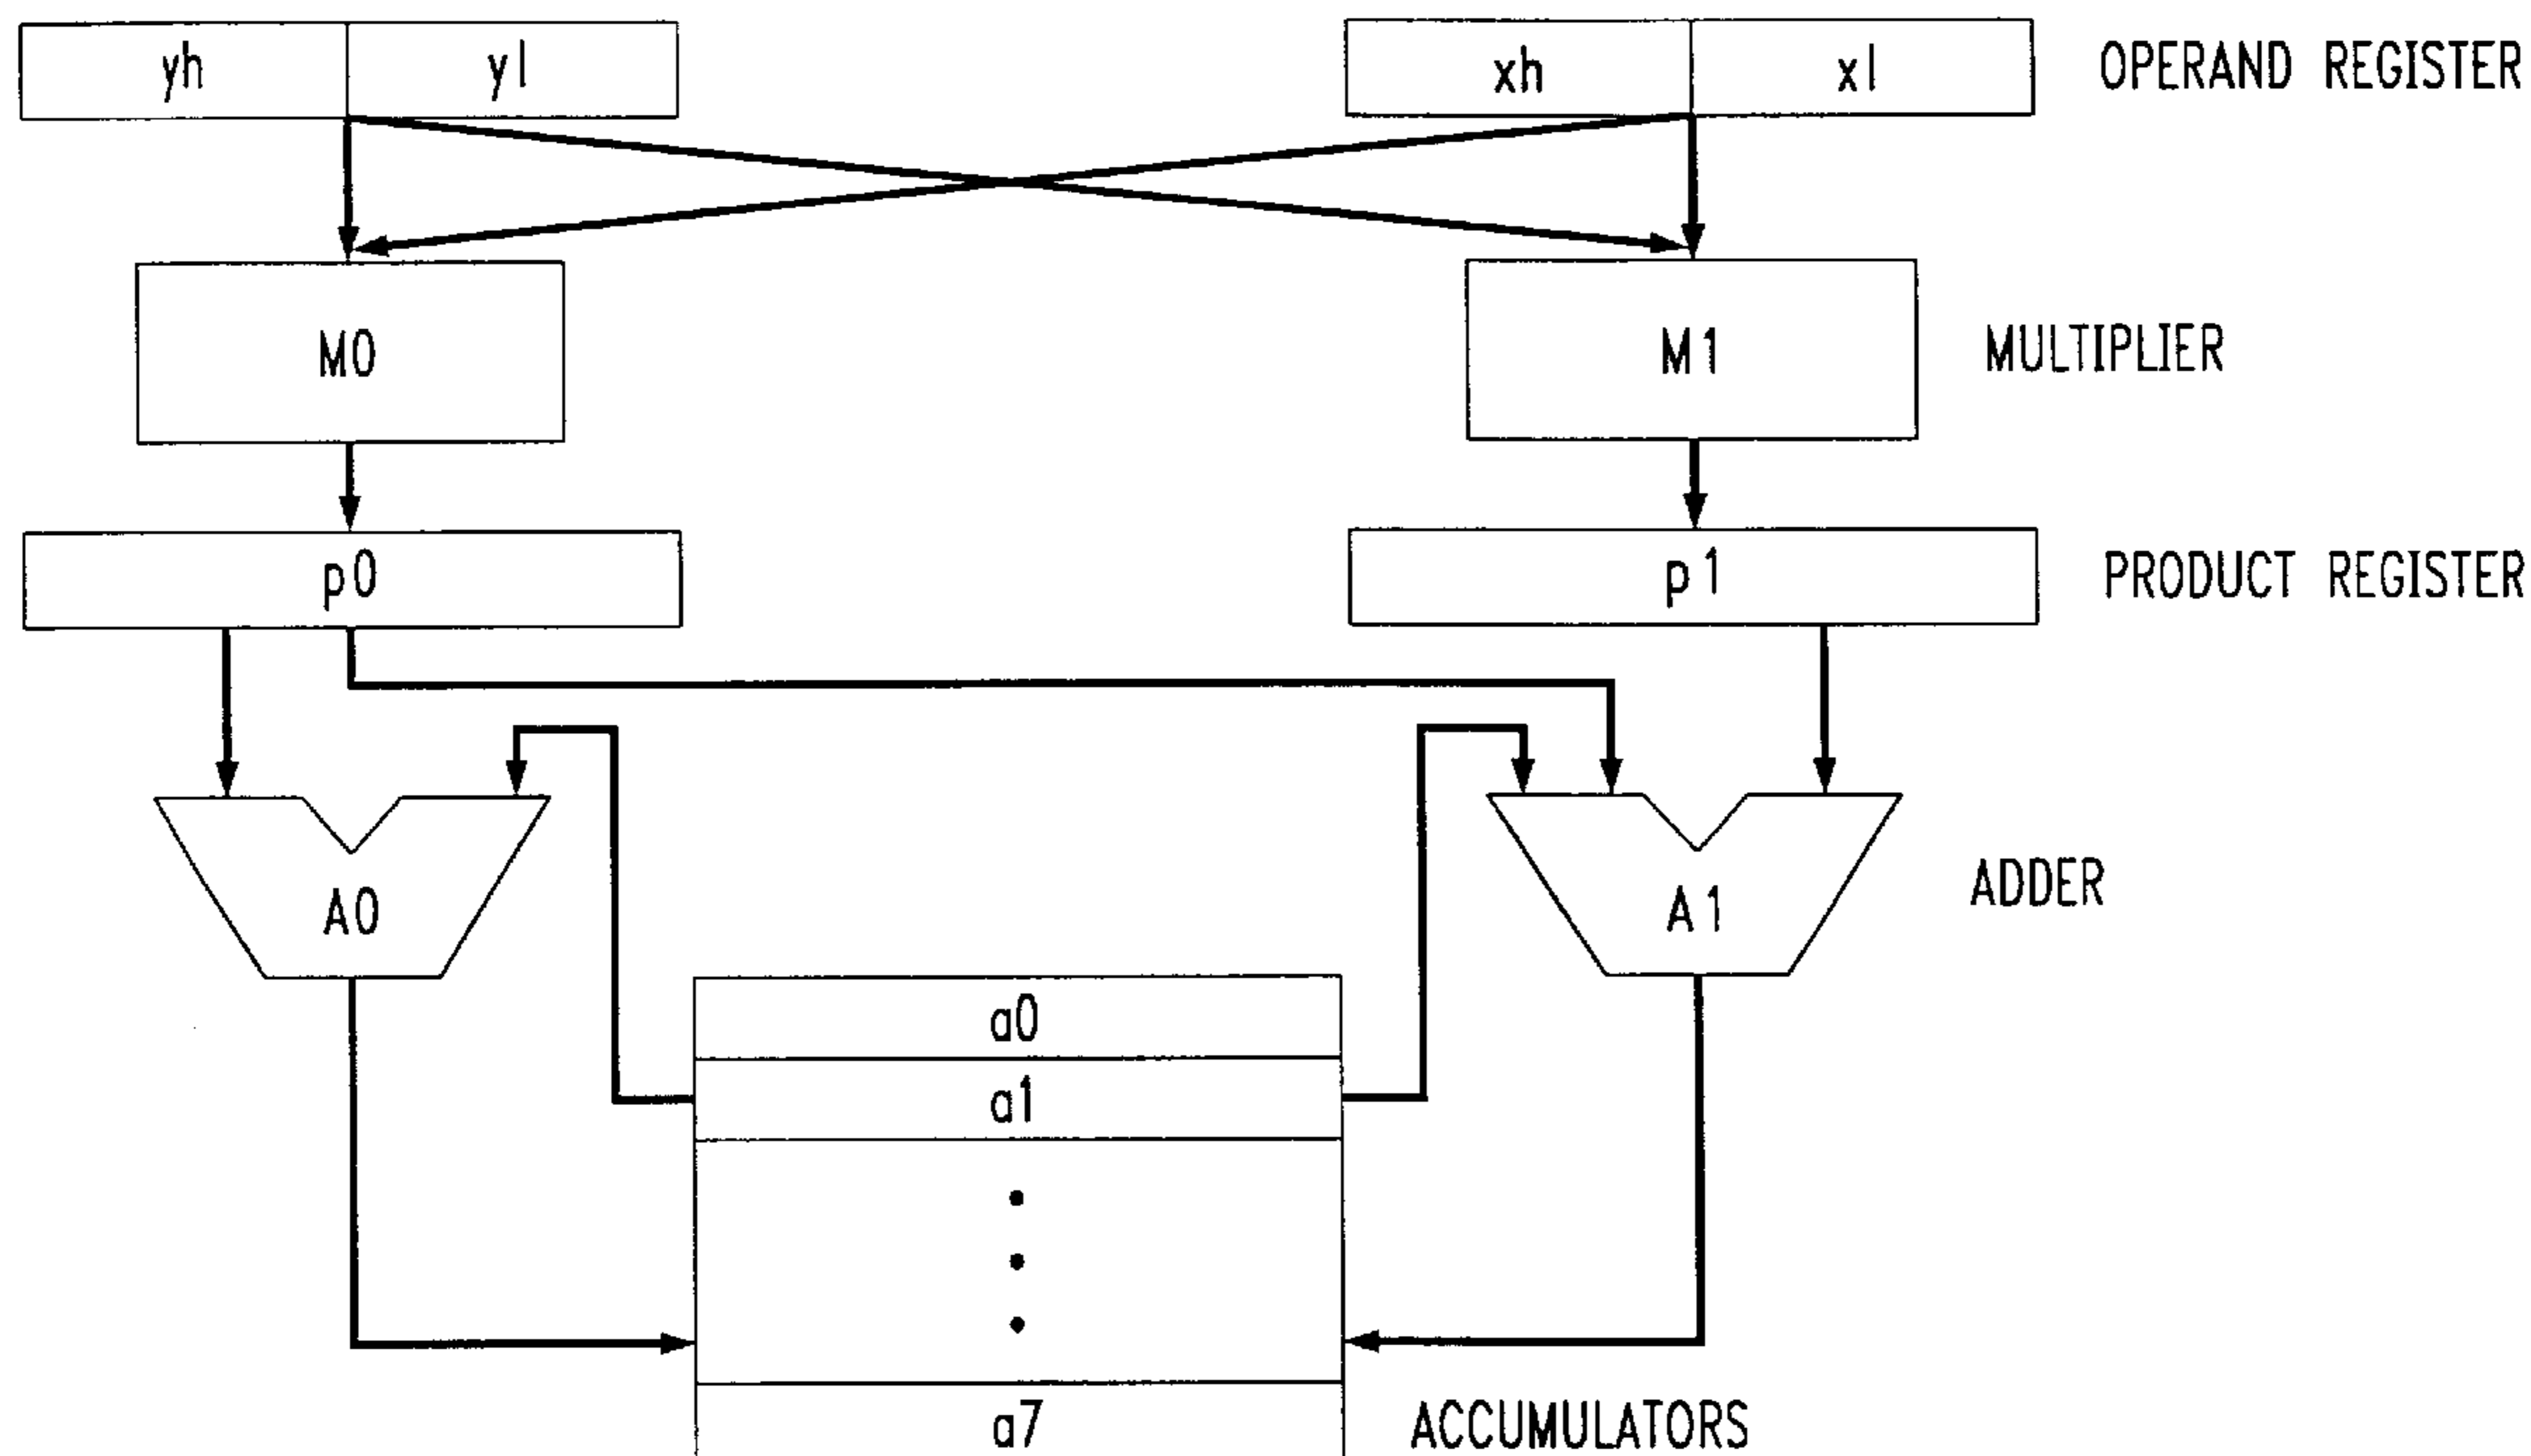 yh yl xh xl OPERAND REGISTER
M0 M1 MULTIPLIER
p0 p1 PRODUCT REGISTER
A0 A1 ADDER
a0
a1
a7 ACCUMULATORS